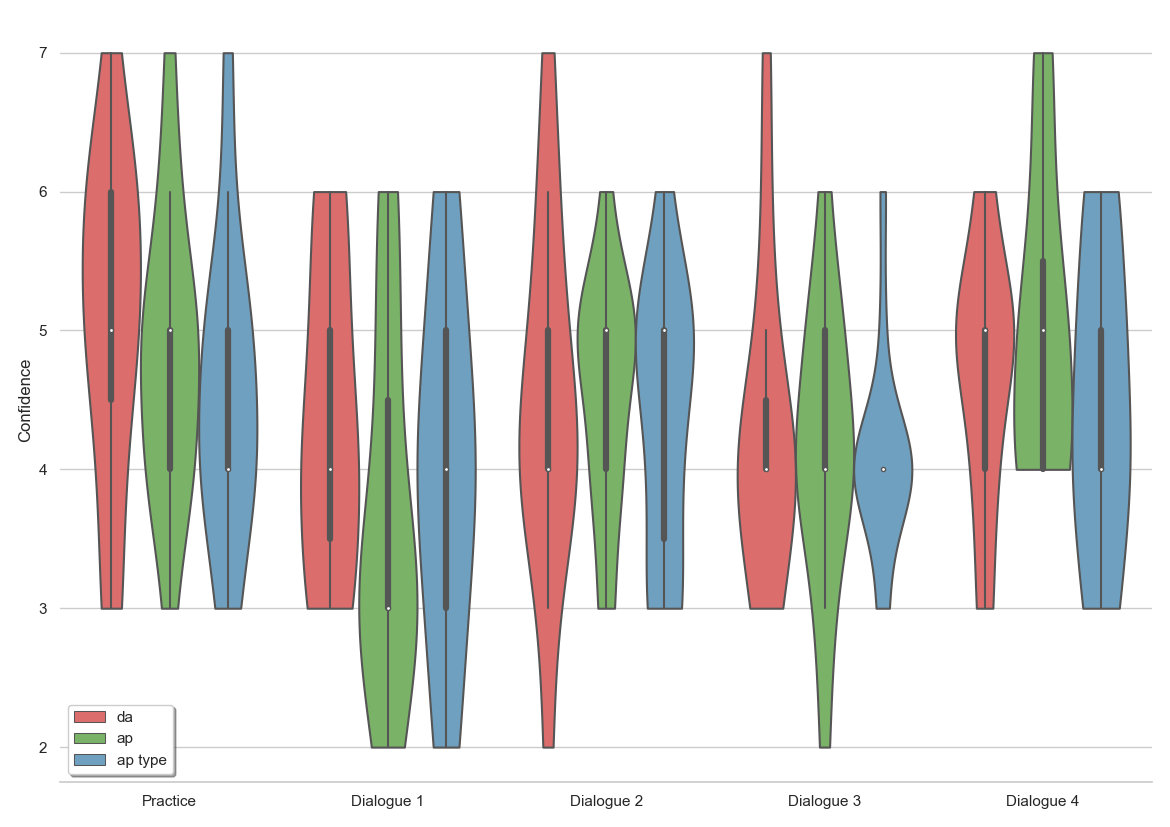 Confidence
7
6
5
4
3
2
da
ap
ap type
Practice
Dialogue 1
Dialogue 2
Dialogue 3
Dialogue 4